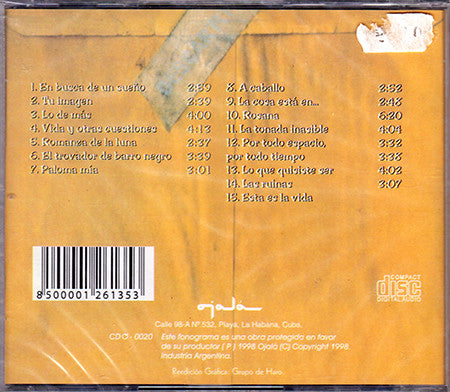 1. En busca de un sueño 2:59
2. Tu imagen 2:39
3. Lo de más 4:00
4. Vida y otras cuestiones 4:13
5. Romanza de la luna 2:37
6. El trovador de barro negro 3:39
7. Paloma mía 3:01
8. A caballo 2:52
9. La cosa está en... 2:48
10. Rosana 5:20
11. La tonada inasible 4:04
12. Por todo espacio, 3:32
por todo tiempo 3:38
13. Lo que quisiste ser 4:02
14. Las ruinas 3:07
15. Esta es la vida
8 500001 261353
ojalá
Calle 98-A Nº 532, Playa, La Habana, Cuba.
CD - 0020
Este fonograma es una obra protegida en favor
de su productor ( P ) 1998 Ojalá (C) Copyright 1998.
Industria Argentina.
Rendición Gráfica: Grupo de Haro
COMPACT
disc
DIGITAL AUDIO